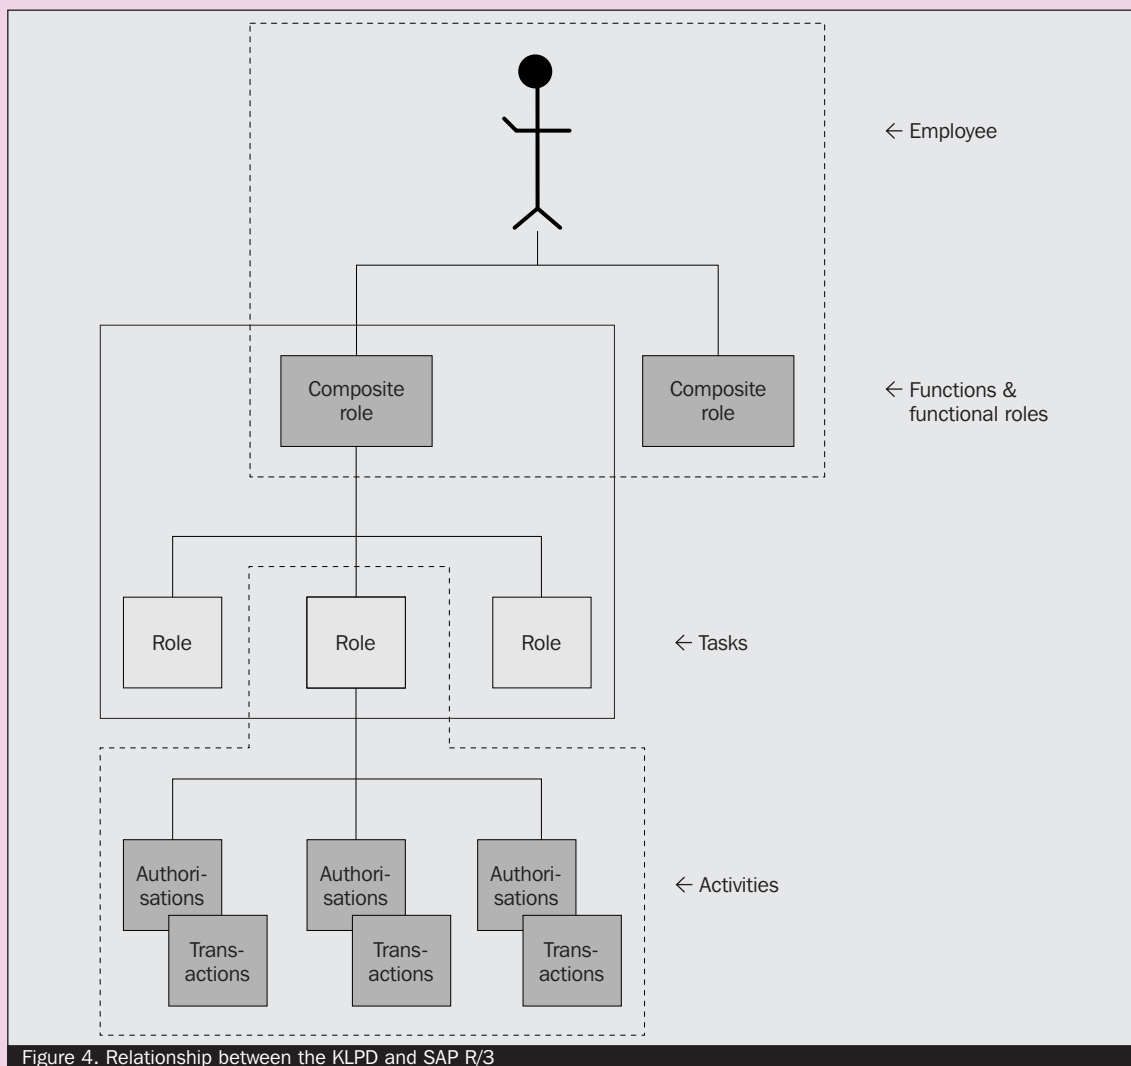 ← Employee
Composite
role
Composite
role
← Functions &
functional roles
Role
Role
Role
← Tasks
Authori-
sations
Trans-
actions
Authori-
sations
Trans-
actions
Authori-
sations
Trans-
actions
← Activities
Figure 4. Relationship between the KLPD and SAP R/3